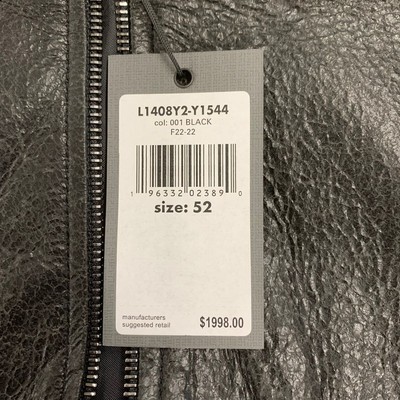 L1408Y2-Y1544
col: 001 BLACK
F22-22
1 96332 02389 0
size: 52
manufacturers
suggested retail $1998.00